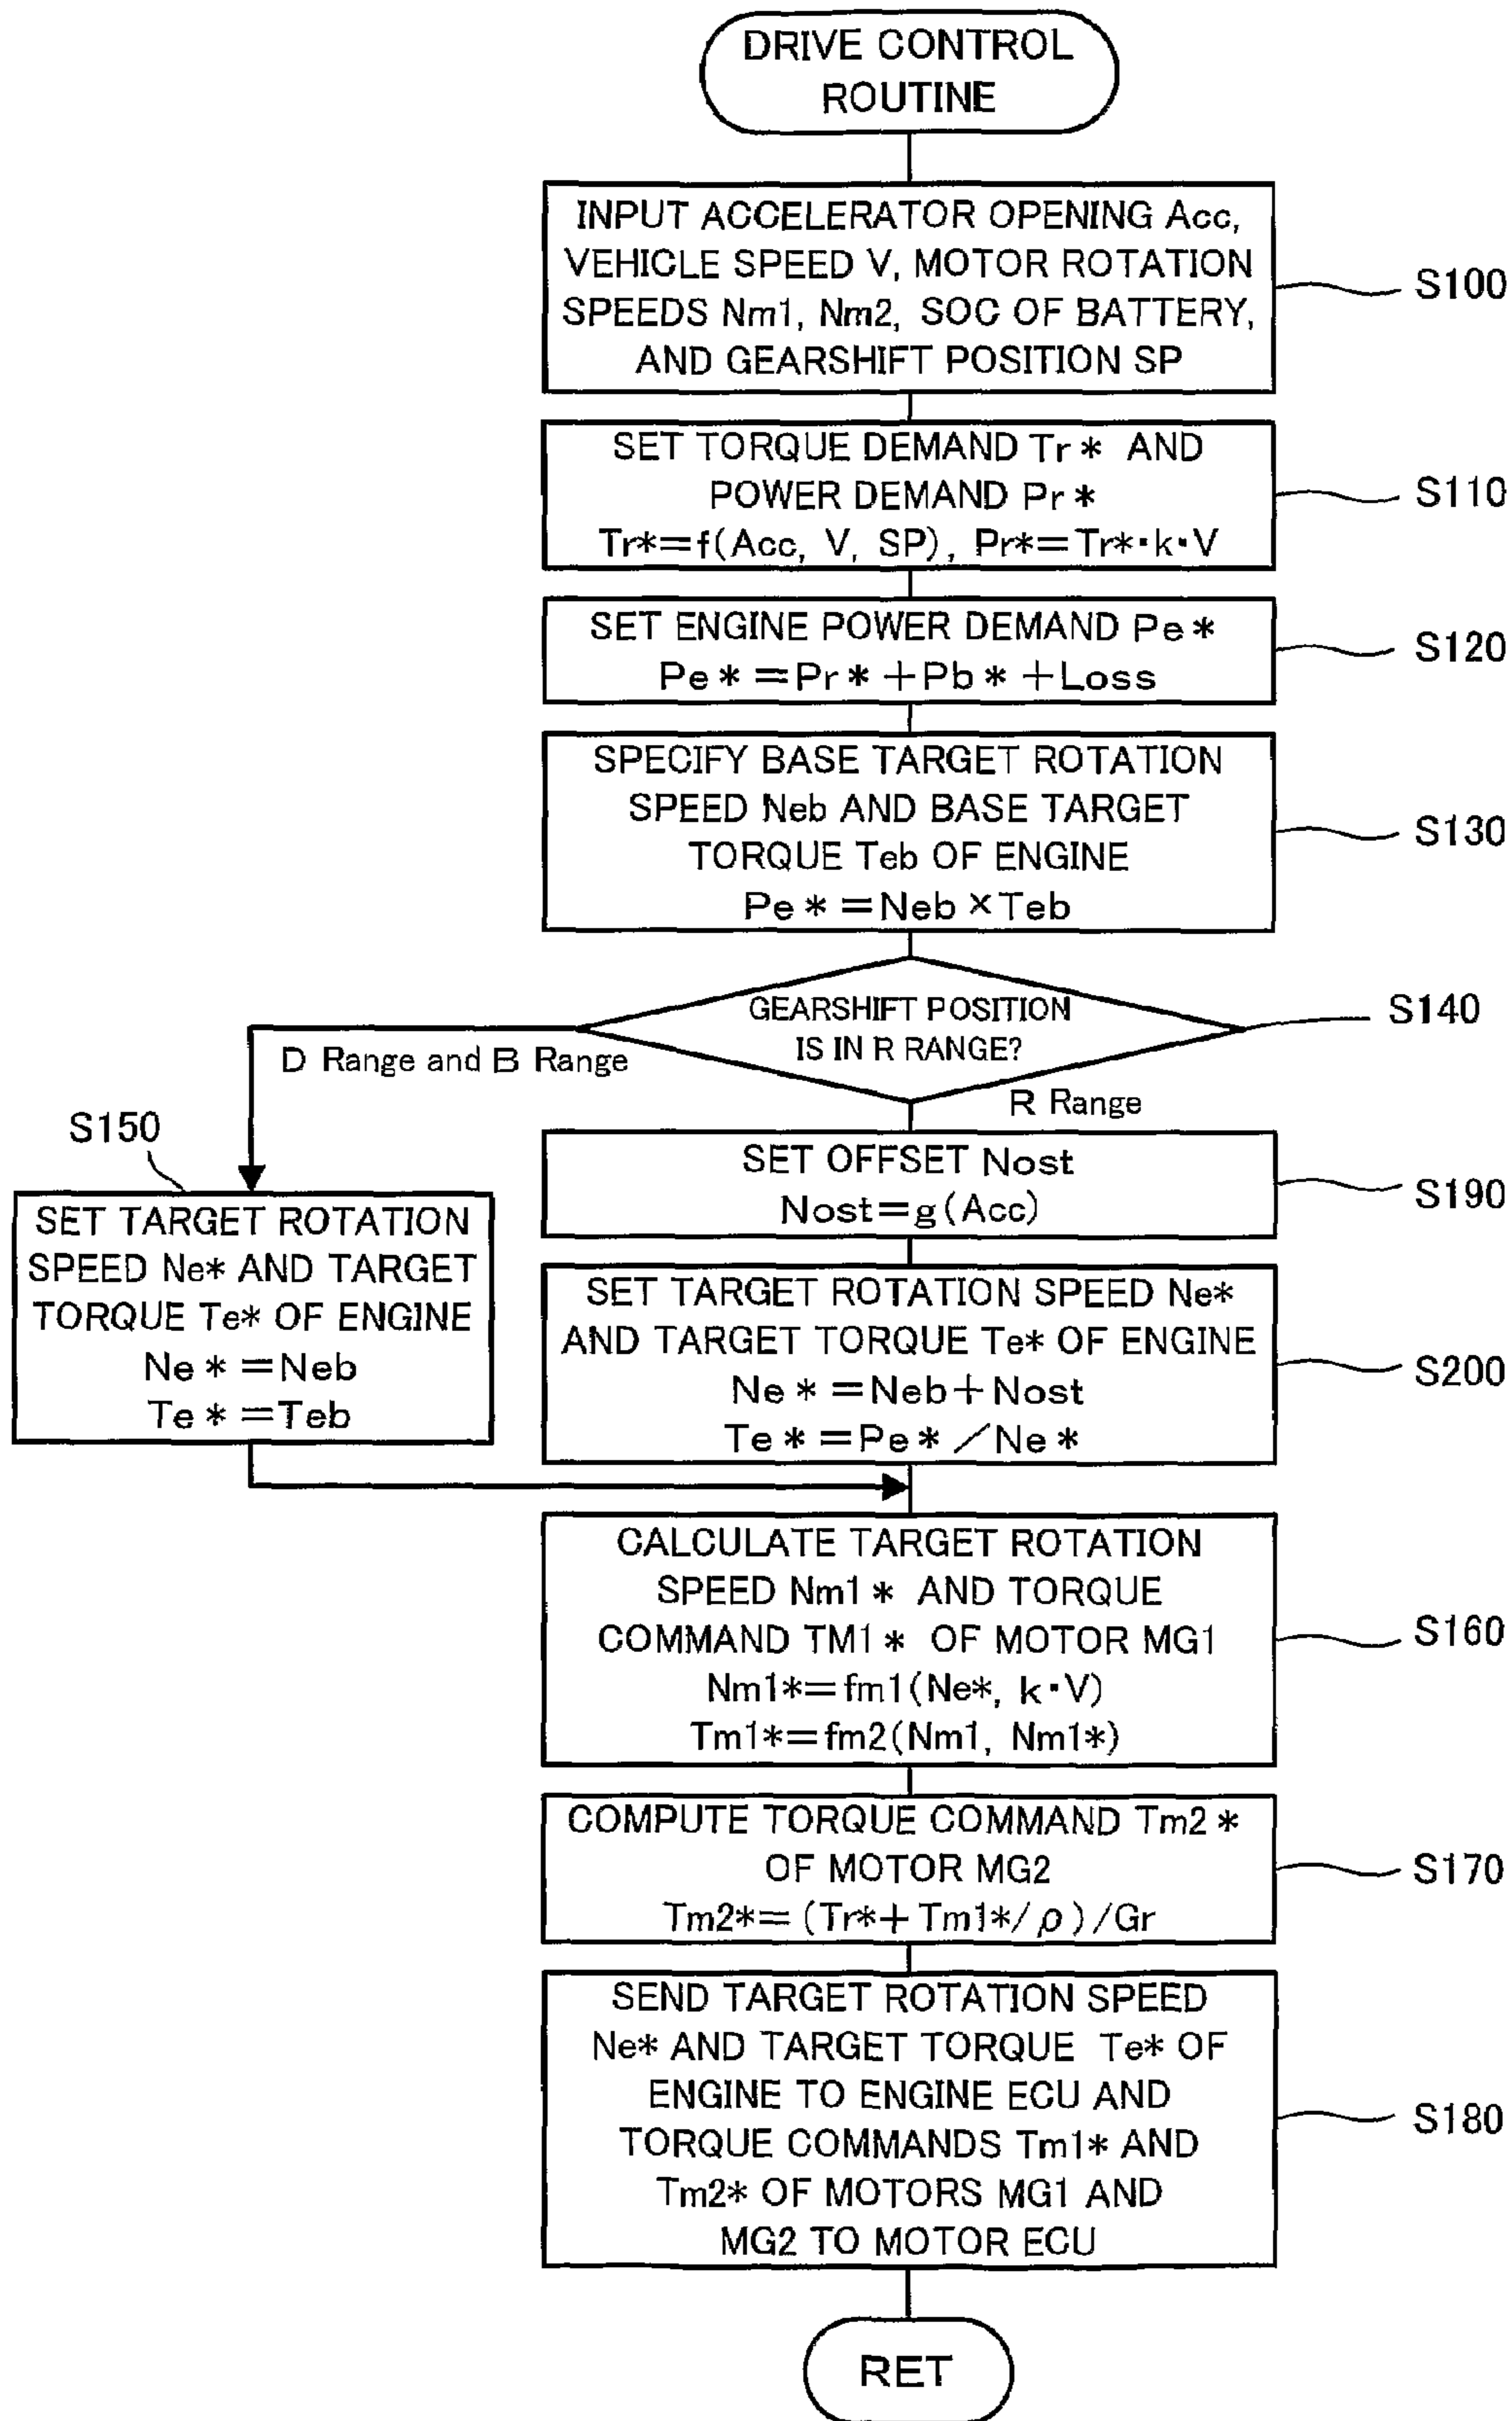 DRIVE CONTROL
ROUTINE
INPUT ACCELERATOR OPENING Acc,
VEHICLE SPEED V, MOTOR ROTATION
SPEEDS Nm1, Nm2, SOC OF BATTERY,
AND GEARSHIFT POSITION SP
S100
SET TORQUE DEMAND Tr* AND
POWER DEMAND Pr*
Tr*=f(Acc, V, SP), Pr*=Tr*・k・V
S110
SET ENGINE POWER DEMAND Pe*
Pe*=Pr*+Pb*+Loss
S120
SPECIFY BASE TARGET ROTATION
SPEED Neb AND BASE TARGET
TORQUE Teb OF ENGINE
Pe*=Neb×Teb
S130
GEARSHIFT POSITION
IS IN R RANGE?
S140
D Range and B Range
R Range
S150
SET TARGET ROTATION
SPEED Ne* AND TARGET
TORQUE Te* OF ENGINE
Ne*=Neb
Te*=Teb
SET OFFSET Nost
Nost=g(Acc)
S190
SET TARGET ROTATION SPEED Ne*
AND TARGET TORQUE Te* OF ENGINE
Ne*=Neb+Nost
Te*=Pe*/Ne*
S200
CALCULATE TARGET ROTATION
SPEED Nm1* AND TORQUE
COMMAND TM1* OF MOTOR MG1
Nm1*=fm1(Ne*, k・V)
Tm1*=fm2(Nm1, Nm1*)
S160
COMPUTE TORQUE COMMAND Tm2*
OF MOTOR MG2
Tm2*=(Tr*+Tm1*/ρ)/Gr
S170
SEND TARGET ROTATION SPEED
Ne* AND TARGET TORQUE Te* OF
ENGINE TO ENGINE ECU AND
TORQUE COMMANDS Tm1* AND
Tm2* OF MOTORS MG1 AND
MG2 TO MOTOR ECU
S180
RET